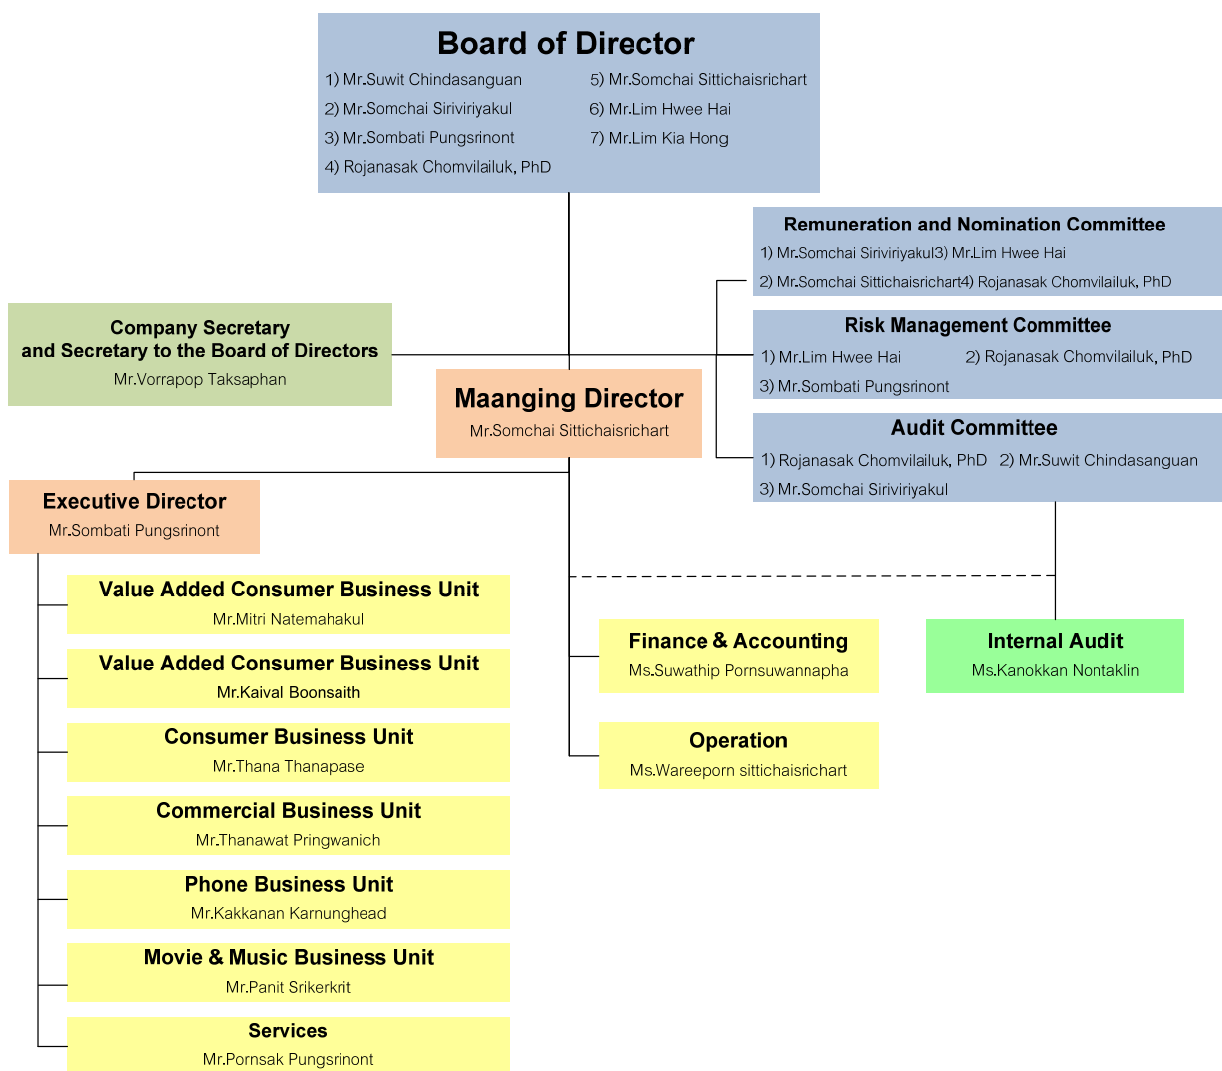 Board of Director
1) Mr.Suwit Chindasanguan
5) Mr.Somchai Sittichaisrichart
2) Mr.Somchai Siriviriyakul
6) Mr.Lim Hwee Hai
3) Mr.Sombati Pungsrinont
7) Mr.Lim Kia Hong
4) Rojanasak Chomvilailuk, PhD
Remuneration and Nomination Committee
1) Mr.Somchai Siriviriyakul3) Mr.Lim Hwee Hai
2) Mr.Somchai Sittichaisrichart4) Rojanasak Chomvilailuk, PhD
Company Secretary
and Secretary to the Board of Directors
Mr.Vorrapop Taksaphan
Risk Management Committee
1) Mr.Lim Hwee Hai 2) Rojanasak Chomvilailuk, PhD
3) Mr.Sombati Pungsrinont
Maanging Director
Mr.Somchai Sittichaisrichart
Audit Committee
1) Rojanasak Chomvilailuk, PhD 2) Mr.Suwit Chindasanguan
3) Mr.Somchai Siriviriyakul
Executive Director
Mr.Sombati Pungsrinont
Value Added Consumer Business Unit
Mr.Mitri Natemahakul
Value Added Consumer Business Unit
Mr.Kaival Boonsaith
Consumer Business Unit
Mr.Thana Thanapase
Commercial Business Unit
Mr.Thanawat Pringwanich
Phone Business Unit
Mr.Kakkanan Karnunghead
Movie & Music Business Unit
Mr.Panit Srikerkrit
Services
Mr.Pornsak Pungsrinont
Finance & Accounting
Ms.Suwathip Pornsuwannapha
Operation
Ms.Wareeporn sittichaisrichart
Internal Audit
Ms.Kanokkan Nontaklin